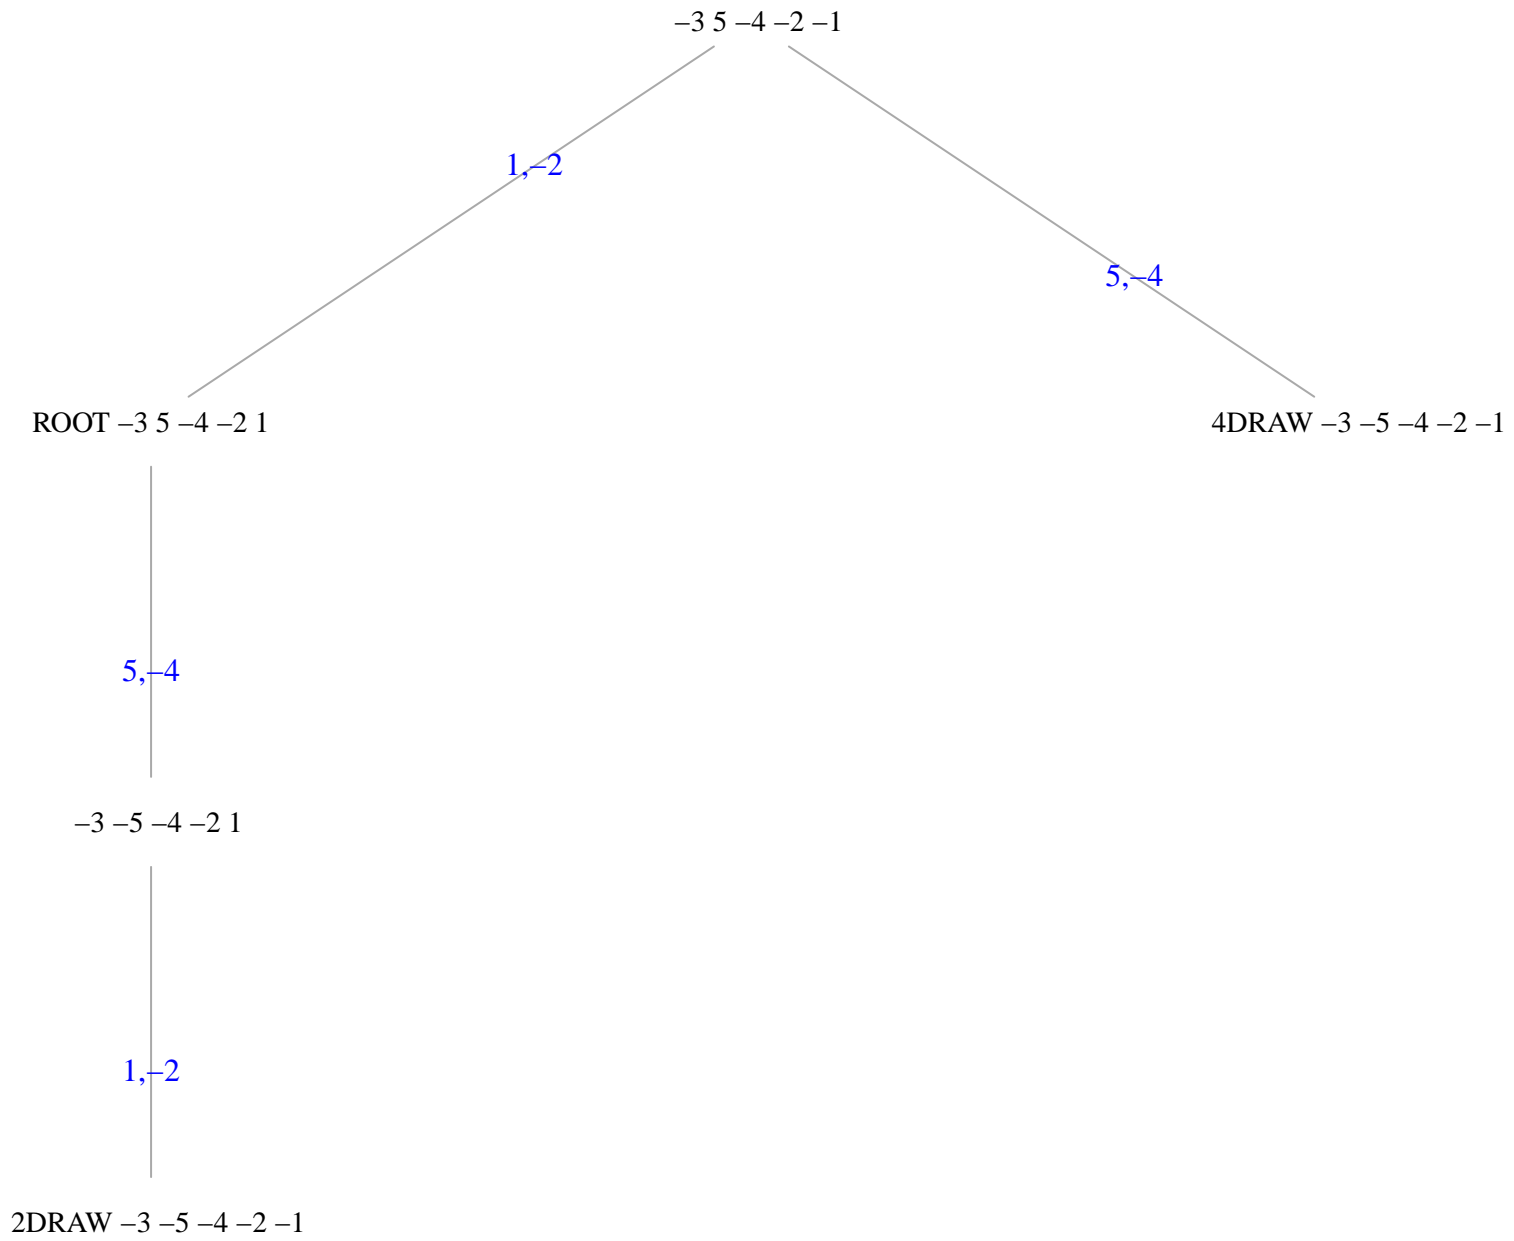 –3 5 –4 –2 –1
1,–2
5,–4
ROOT –3 5 –4 –2 1
4DRAW –3 –5 –4 –2 –1
5,–4
–3 –5 –4 –2 1
1,–2
2DRAW –3 –5 –4 –2 –1